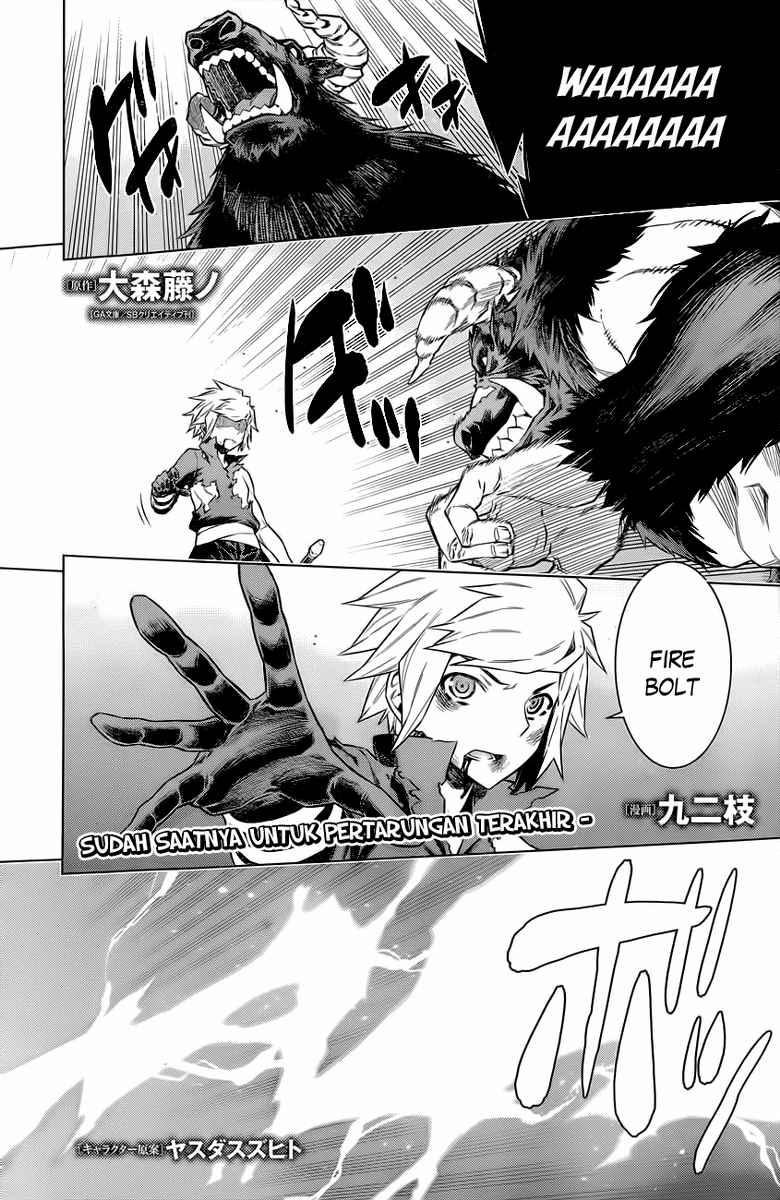 WAAAAAA
AAAAAAAA
[原作]大森藤ノ
(GA文庫/SBクリエイティブ刊)
FIRE
BOLT
[漫画]九二枝
SUDAH SAATNYA UNTUK PERTARUNGAN TERAKHIR -
ボッ
[キャラクター原案]ヤスダスズヒト